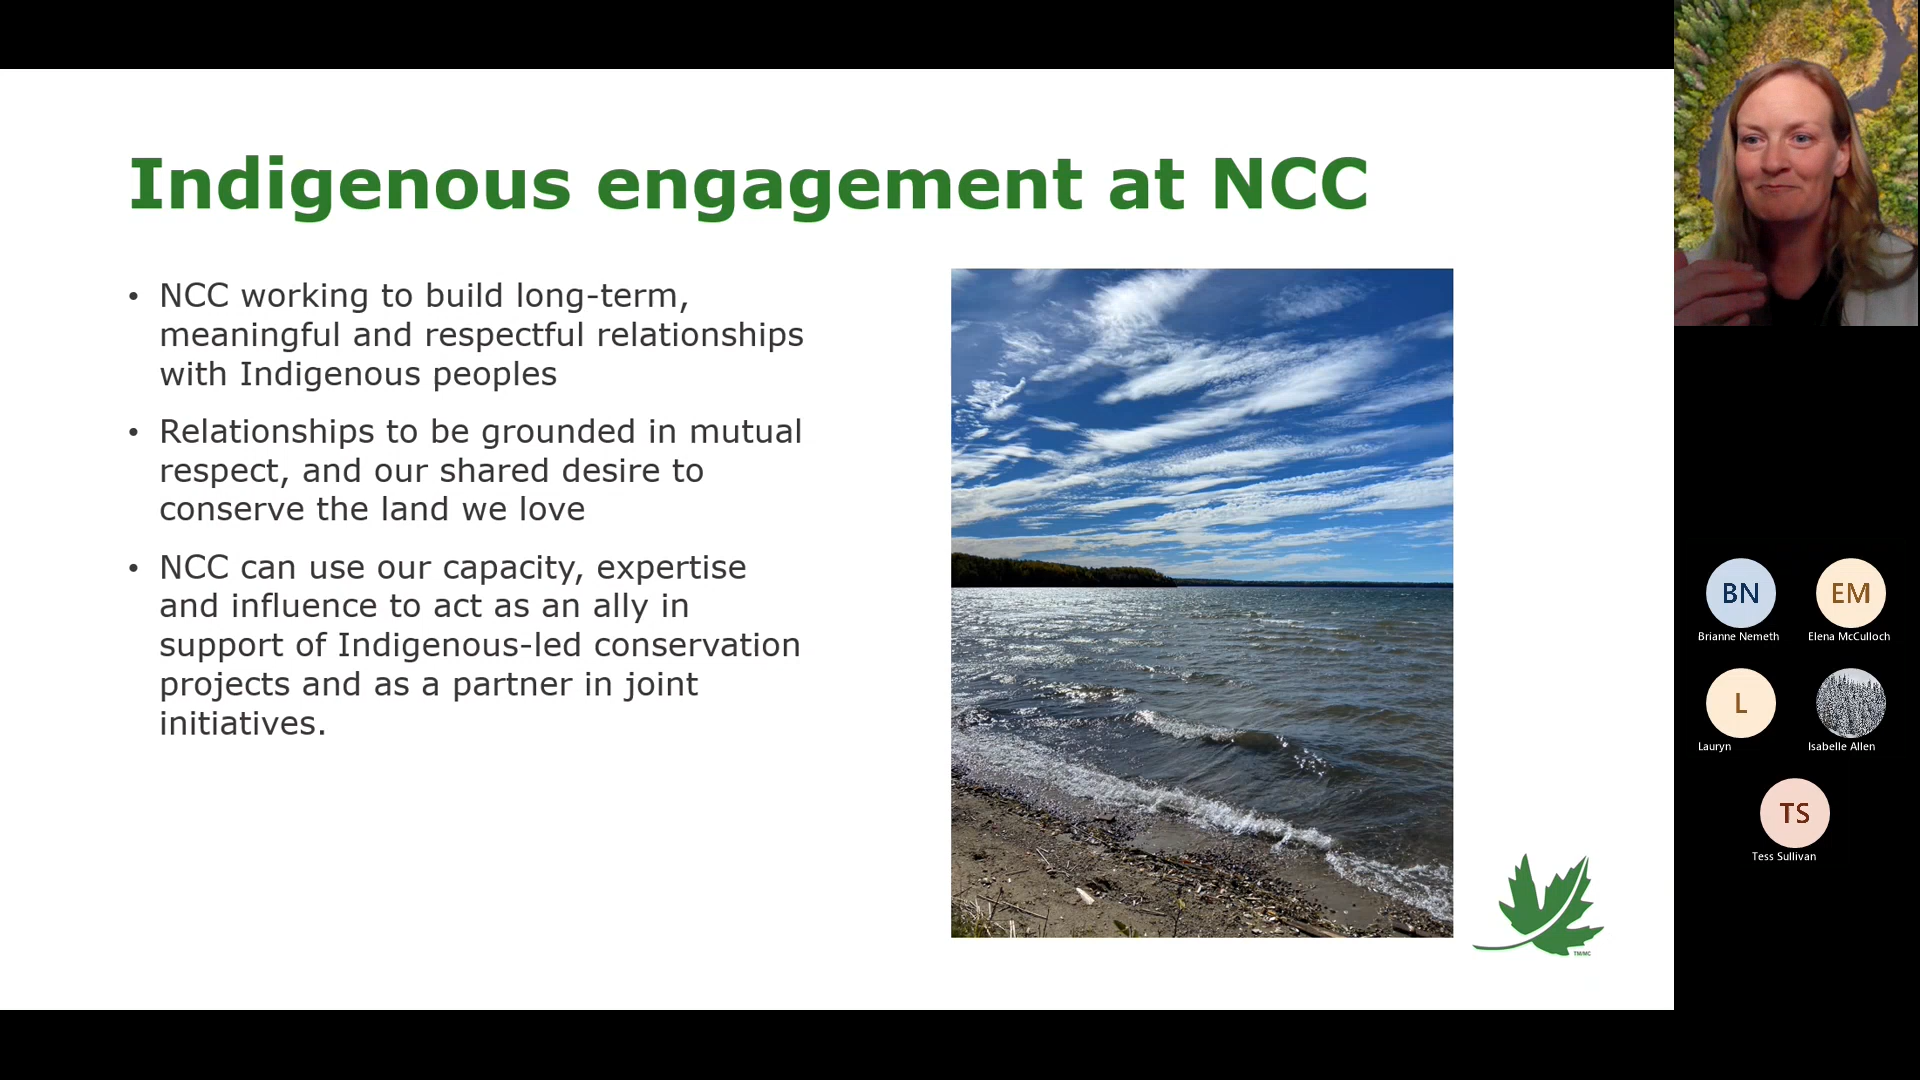 Indigenous engagement at NCC
• NCC working to build long-term,
meaningful and respectful relationships
with Indigenous peoples
• Relationships to be grounded in mutual
respect, and our shared desire to
conserve the land we love
• NCC can use our capacity, expertise
and influence to act as an ally in
support of Indigenous-led conservation
projects and as a partner in joint
initiatives.
TM/MC
BN
Brianne Nemeth
EM
Elena McCulloch
L
Lauryn
Isabelle Allen
TS
Tess Sullivan